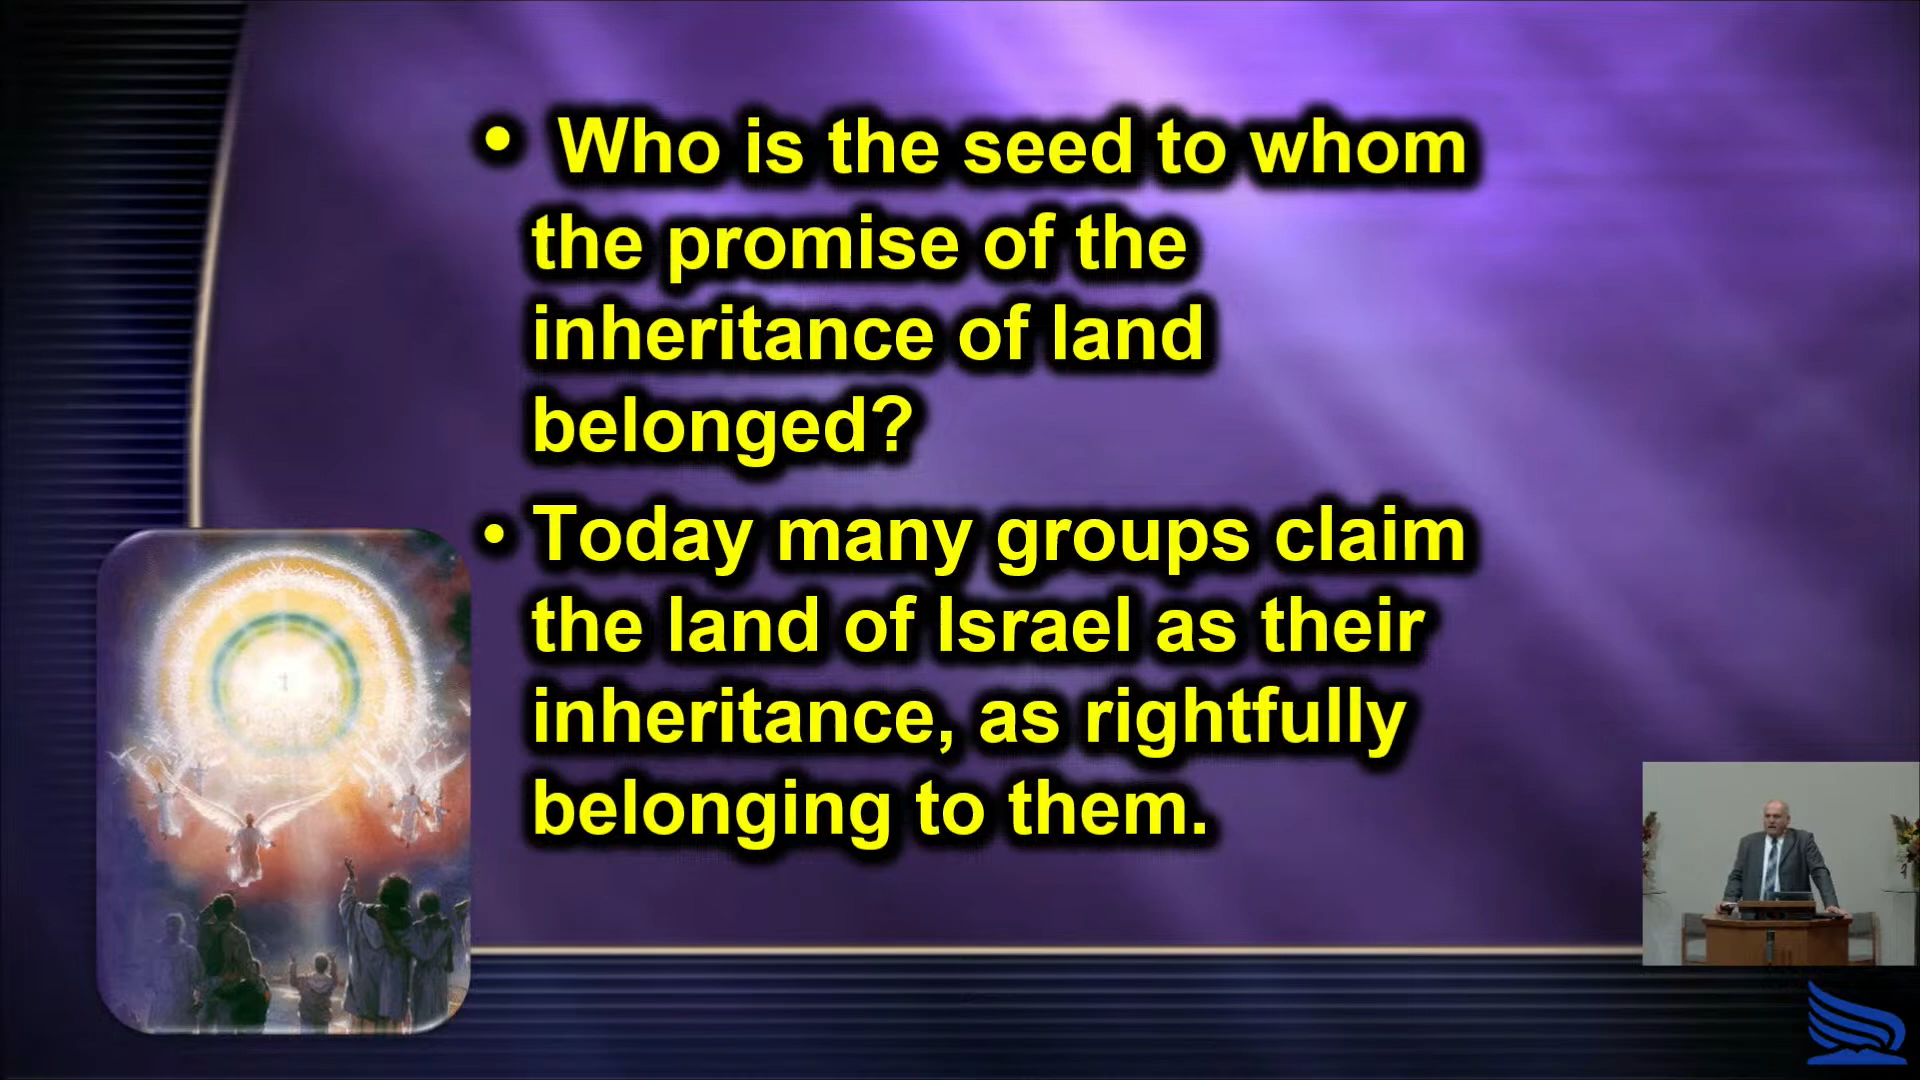 • Who is the seed to whom
the promise of the
inheritance of land
belonged?
• Today many groups claim
the land of Israel as their
inheritance, as rightfully
belonging to them.